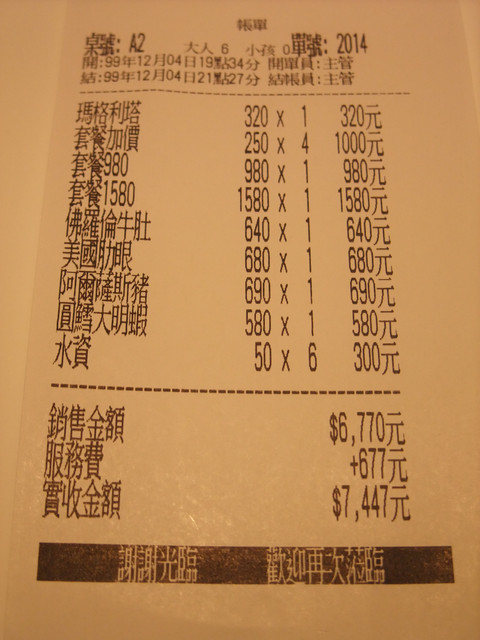 帳單
桌號: A2 大人 6 小孩 0 單號: 2014
開:99年12月04日19點34分 開單員:主管
結:99年12月04日21點27分 結帳員:主管
瑪格利塔 320 x 1 320元
套餐加價 250 x 4 1000元
套餐980 980 x 1 980元
套餐1580 1580 x 1 1580元
佛羅倫牛肚 640 x 1 640元
美國肋眼 680 x 1 680元
阿爾薩斯豬 690 x 1 690元
圓鱈大明蝦 580 x 1 580元
水資 50 x 6 300元
銷售金額 $6,770元
服務費 +677元
實收金額 $7,447元
謝謝光臨 歡迎再次蒞臨